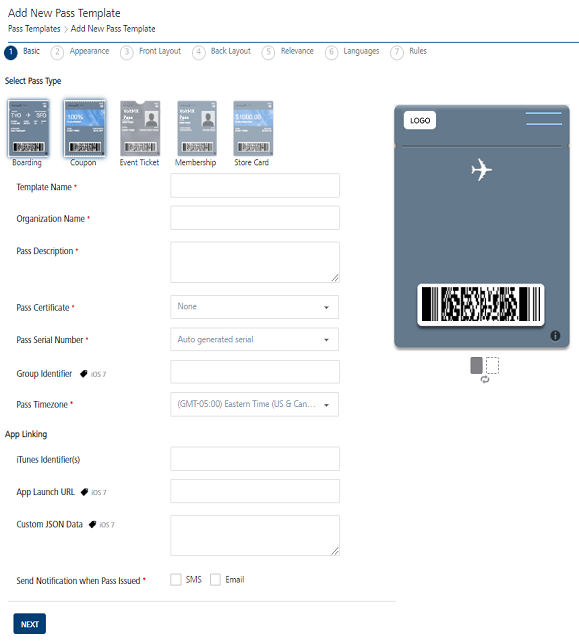 Add New Pass Template
Pass Templates > Add New Pass Template
1 Basic 2 Appearance 3 Front Layout 4 Back Layout 5 Relevance 6 Languages 7 Rules
Select Pass Type
TVO SFO
100%
$1000.00
Boarding Coupon Event Ticket Membership Store Card
LOGO
Template Name *
Organization Name *
Pass Description *
Pass Certificate * None
Pass Serial Number * Auto generated serial
Group Identifier iOS 7
Pass Timezone * (GMT-05:00) Eastern Time (US & Can...
App Linking
iTunes Identifier(s)
App Launch URL iOS 7
Custom JSON Data iOS 7
Send Notification when Pass Issued * SMS Email
NEXT